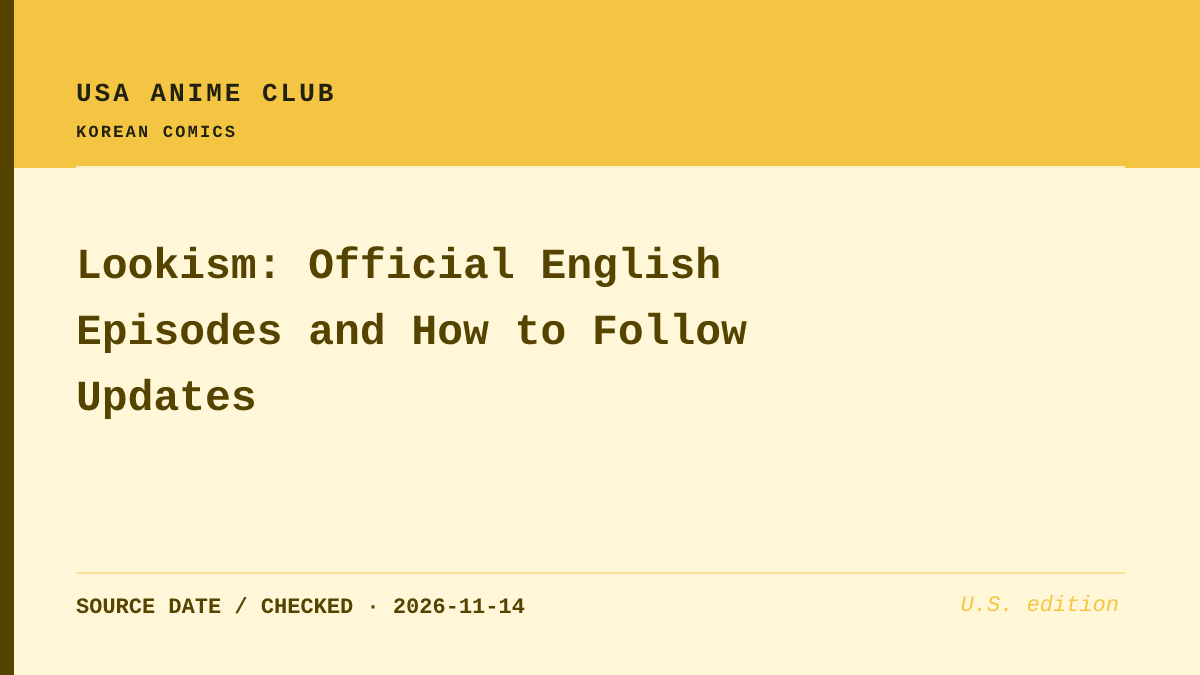 USA ANIME CLUB
KOREAN COMICS
Lookism: Official English
Episodes and How to Follow
Updates
SOURCE DATE / CHECKED · 2026-11-14
U.S. edition